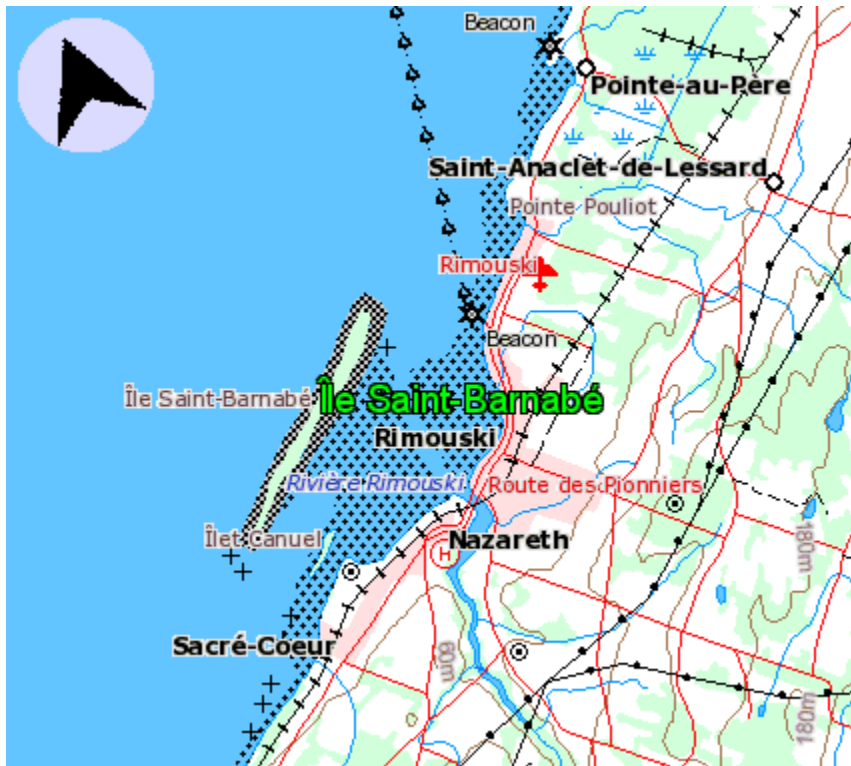 Beacon
Pointe-au-Père
Saint-Anaclet-de-Lessard
Pointe Pouliot
Rimouski
Beacon
Île Saint-Barnabé
Île Saint-Barnabé
Rimouski
Rivière Rimouski
Route des Pionniers
Îlet Canuel
Nazareth
H
180m
Sacré-Coeur
60m
180m